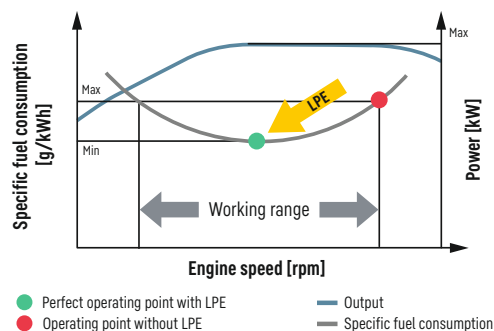 Specific fuel consumption
[g/kWh]
Max
Min
LPE
Working range
Max
Power [kW]
Engine speed [rpm]
Perfect operating point with LPE
Operating point without LPE
Output
Specific fuel consumption